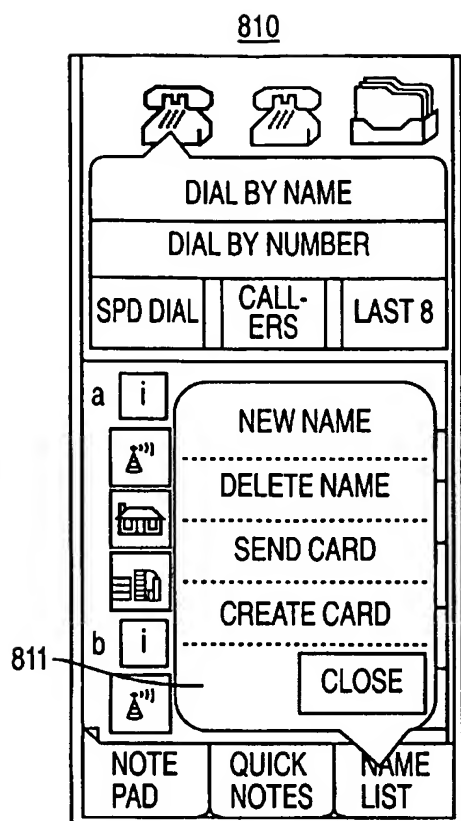 810
DIAL BY NAME
DIAL BY NUMBER
SPD DIAL
CALL-
ERS
LAST 8
a
i
NEW NAME
DELETE NAME
SEND CARD
CREATE CARD
b
i
811
CLOSE
NOTE
PAD
QUICK
NOTES
NAME
LIST